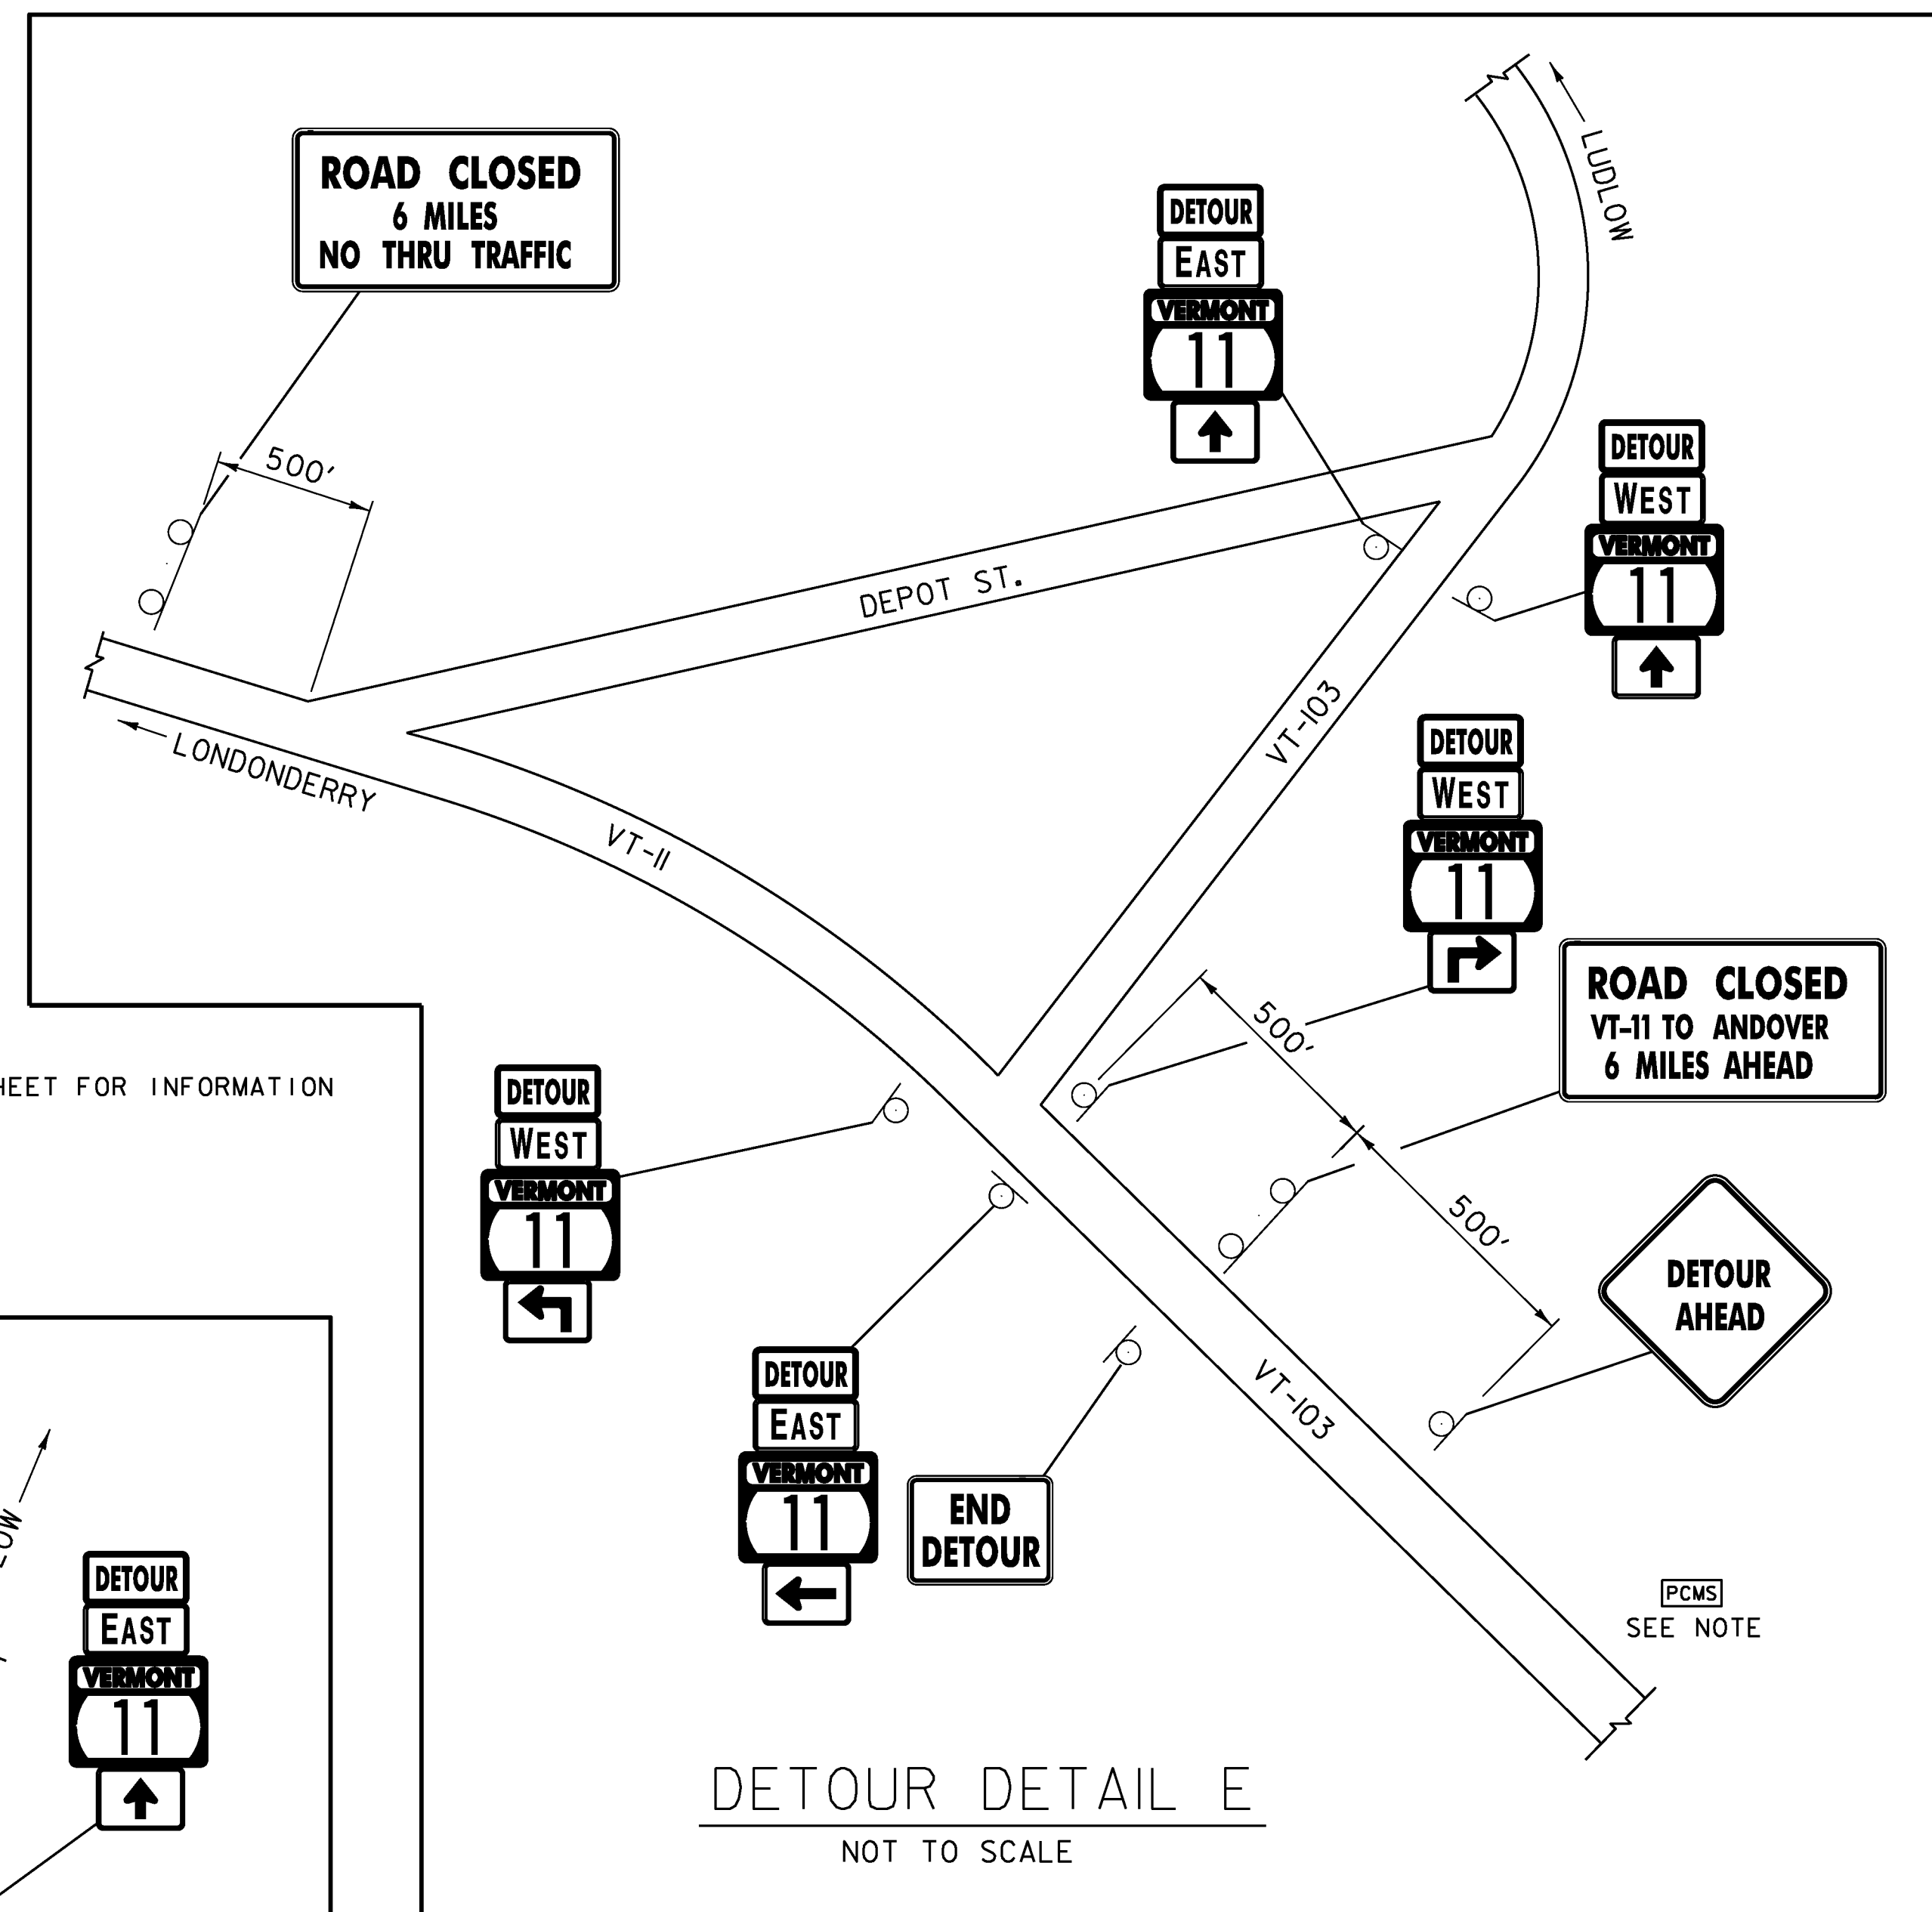 ROAD CLOSED
6 MILES
NO THRU TRAFFIC
LUDLOW
DETOUR
EAST
VERMONT
11
500'
DETOUR
WEST
VERMONT
11
DEPOT ST.
VT-103
LONDONDERRY
VT-11
DETOUR
WEST
VERMONT
11
ROAD CLOSED
VT-11 TO ANDOVER
6 MILES AHEAD
500'
HEET FOR INFORMATION
DETOUR
WEST
VERMONT
11
500'
DETOUR
AHEAD
DETOUR
EAST
VERMONT
11
VT-103
END
DETOUR
DETOUR
EAST
VERMONT
11
PCMS
SEE NOTE
DETOUR DETAIL E
NOT TO SCALE